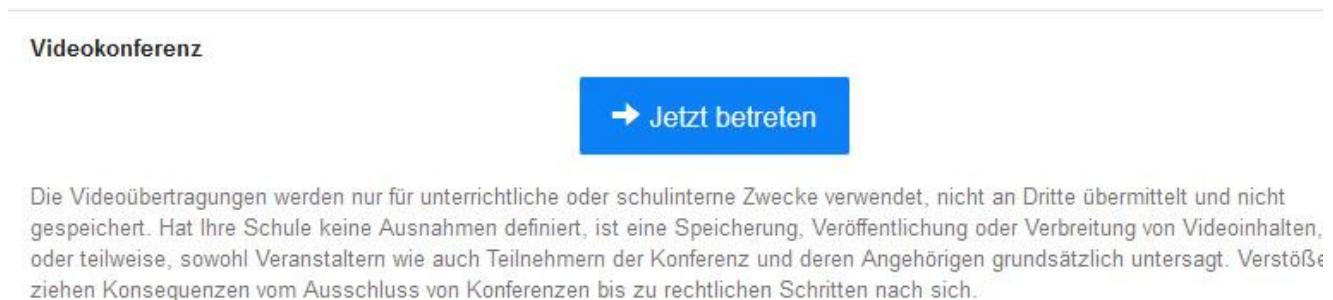 Videokonferenz
Jetzt betreten
Die Videoübertragungen werden nur für unterrichtliche oder schulinterne Zwecke verwendet, nicht an Dritte übermittelt und nicht
gespeichert. Hat Ihre Schule keine Ausnahmen definiert, ist eine Speicherung, Veröffentlichung oder Verbreitung von Videoinhalten,
oder teilweise, sowohl Veranstaltern wie auch Teilnehmern der Konferenz und deren Angehörigen grundsätzlich untersagt. Verstöße
ziehen Konsequenzen vom Ausschluss von Konferenzen bis zu rechtlichen Schritten nach sich.